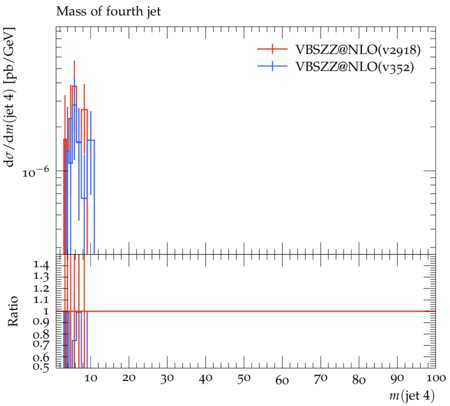 Mass of fourth jet
dσ/dm(jet 4) [pb/GeV]
VBSZZ@NLO(v2918)
VBSZZ@NLO(v352)
10⁻⁶
Ratio
1.4
1.3
1.2
1.1
1
0.9
0.8
0.7
0.6
0.5
10 20 30 40 50 60 70 80 90 100
m(jet 4)